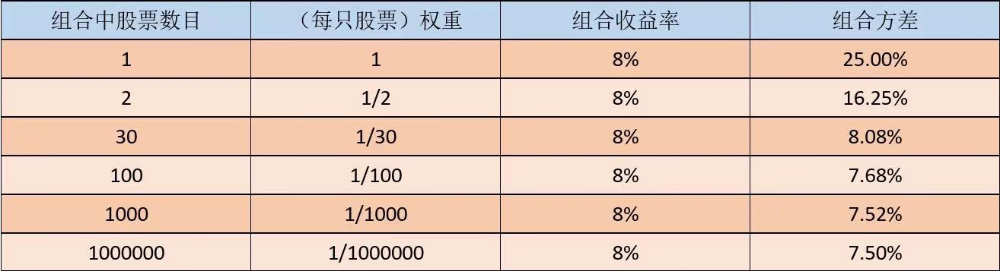 组合中股票数目 （每只股票）权重 组合收益率 组合方差
1 1 8% 25.00%
2 1/2 8% 16.25%
30 1/30 8% 8.08%
100 1/100 8% 7.68%
1000 1/1000 8% 7.52%
1000000 1/1000000 8% 7.50%